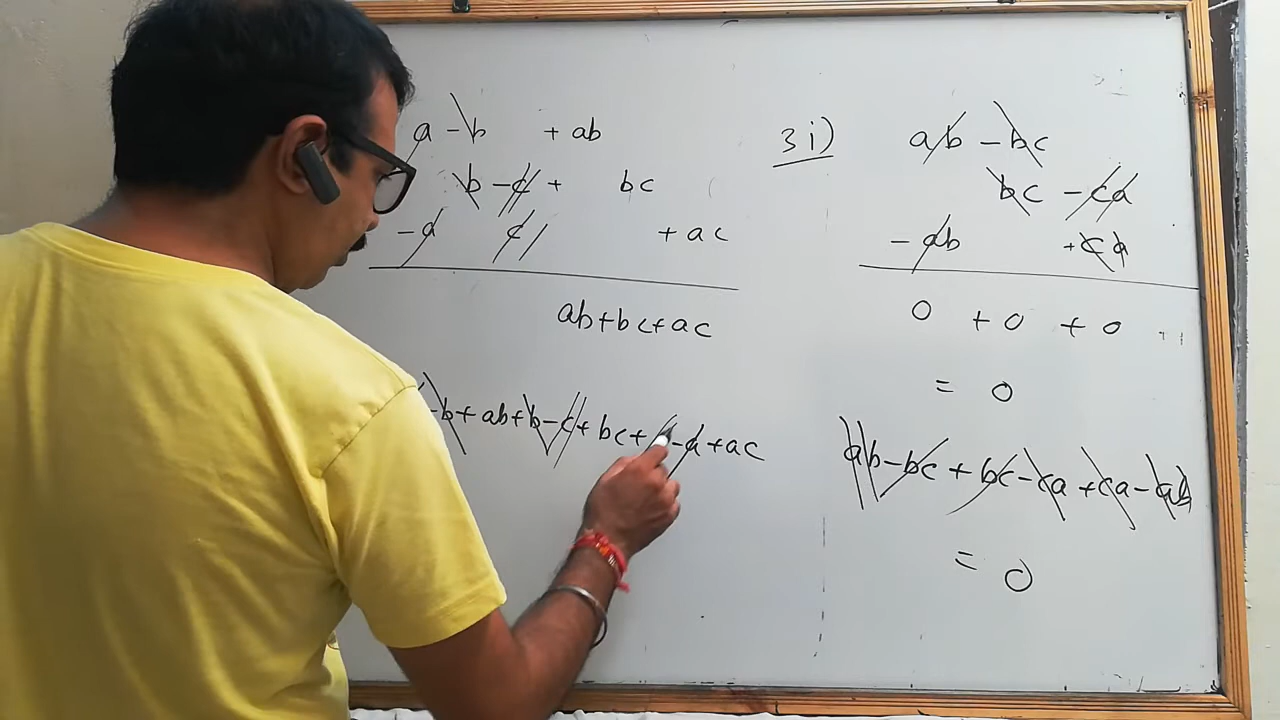 a - b + ab
b - c + bc
- a c + ac
ab+bc+ac
-b + ab + b - c + bc + c - a + ac
3 i)
ab - bc
bc - ca
- ab + ca
0 + 0 + 0
= 0
ab - bc + bc - ca + ca - ab
= 0